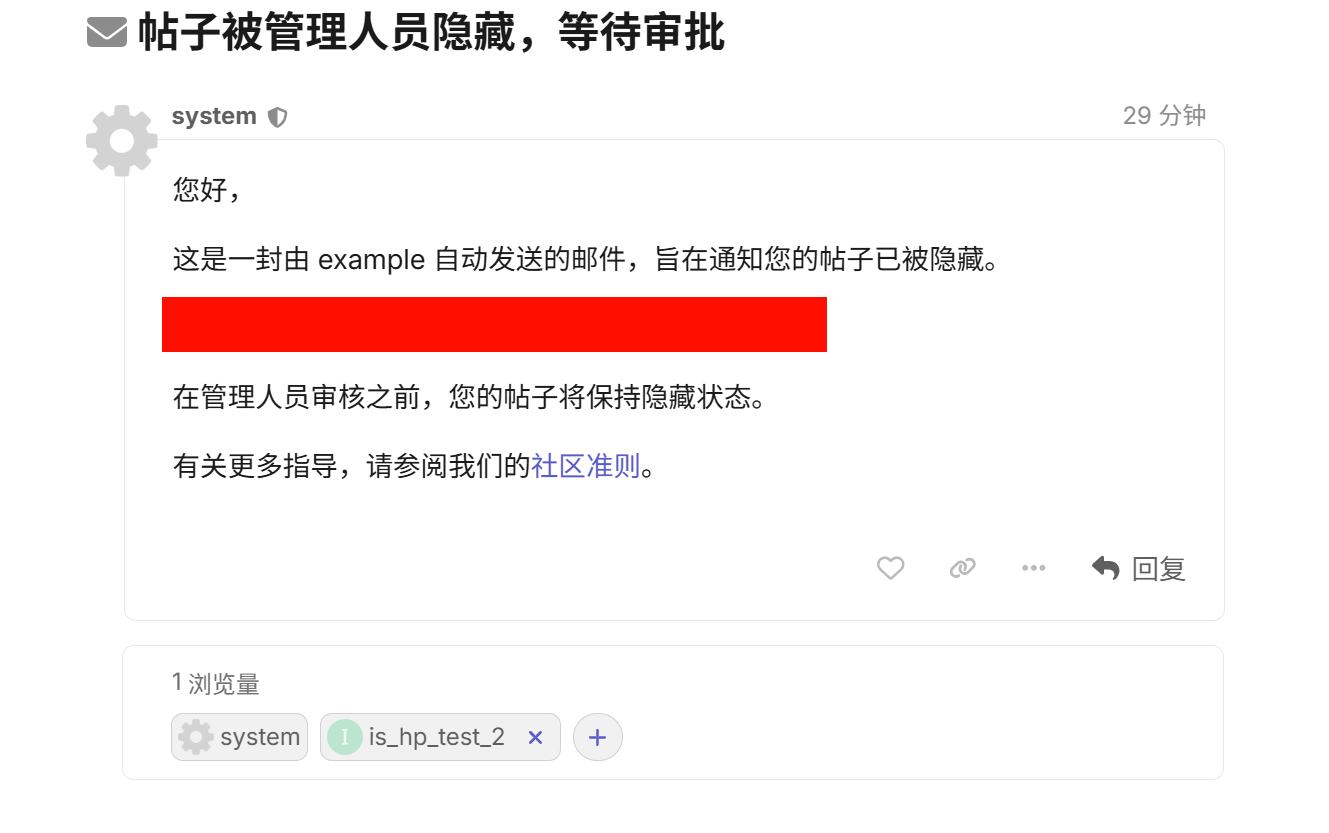 帖子被管理人员隐藏，等待审批
system
29 分钟
您好，
这是一封由 example 自动发送的邮件，旨在通知您的帖子已被隐藏。
在管理人员审核之前，您的帖子将保持隐藏状态。
有关更多指导，请参阅我们的社区准则。
回复
1 浏览量
system
I is_hp_test_2